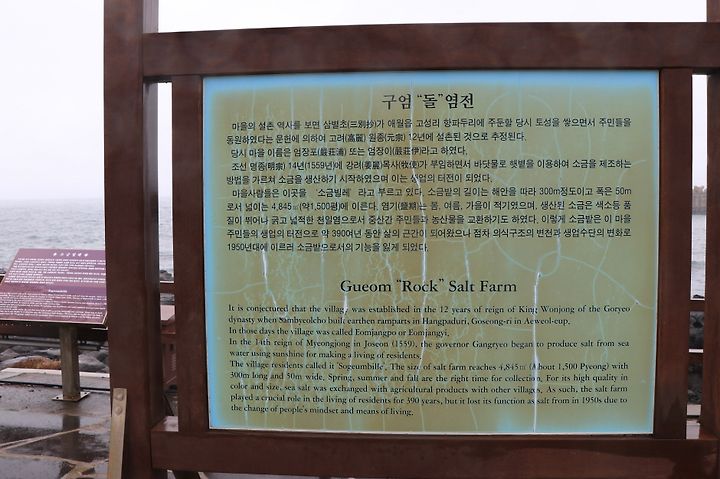 구엄 “돌”염전
마을의 설촌 역사를 보면 삼별초(三別抄)가 애월읍 고성리 항파두리에 주둔할 당시 토성을 쌓으면서 주민들을
동원하였다는 문헌에 의하여 고려(高麗) 원종(元宗) 12년에 설촌된 것으로 추정된다.
당시 마을 이름은 엄장포(嚴莊浦) 또는 엄장이(嚴莊伊)라고 하였다.
조선 명종(明宗) 14년(1559년)에 강려(姜麗)목사(牧使)가 부임하면서 바닷물로 햇볕을 이용하여 소금을 제조하는
방법을 가르쳐 소금을 생산하기 시작하였으며 이는 생업의 터전이 되었다.
마을사람들은 이곳을 '소금빌레' 라고 부르고 있다. 소금밭의 길이는 해안을 따라 300m정도이고 폭은 50m
로서 넓이는 4,845㎡(약1,500평)에 이른다. 염기(鹽期)는 봄, 여름, 가을이 적기였으며, 생산된 소금은 색소등 품
질이 뛰어나 굵고 넓적한 천일염으로서 중산간 주민들과 농산물을 교환하기도 하였다. 이렇게 소금밭은 이 마을
주민들의 생업의 터전으로 약 390여년 동안 삶의 근간이 되어왔으나 점차 의식구조의 변천과 생업수단의 변화로
1950년대에 이르러 소금밭으로서의 기능을 잃게 되었다.
Gueom “Rock” Salt Farm
It is conjectured that the village was established in the 12 years of reign of King Wonjong of the Goryeo
dynasty when Sambyeolcho built earthen ramparts in Hangpaduri, Goseong-ri in Aeweol-eup.
In those days the village was called Eomjangpo or Eomjangyi.
In the 14th reign of Myeongjong in Joseon (1559), the governor Gangryeo began to produce salt from sea
water using sunshine for making a living of residents.
The village residents called it 'Sogeumbille'. The size of salt farm reaches 4,845㎡ (About 1,500 Pyeong) with
300m long and 50m wide. Spring, summer and fall are the right time for collection. For its high quality in
color and size, sea salt was exchanged with agricultural products with other villages. As such, the salt farm
played a crucial role in the living of residents for 390 years, but it lost its function as salt from in 1950s due to
the change of people's mindset and means of living.